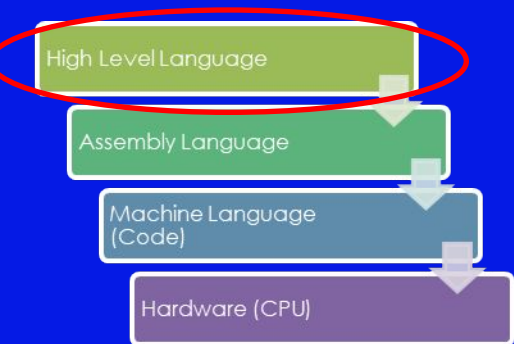 High Level Language
Assembly Language
Machine Language
(Code)
Hardware (CPU)